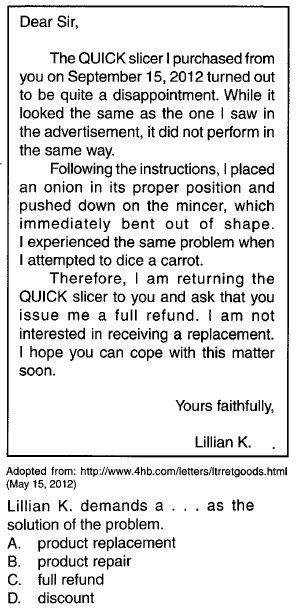 Dear Sir,
The QUICK slicer I purchased from
you on September 15, 2012 turned out
to be quite a disappointment. While it
looked the same as the one I saw in
the advertisement, it did not perform in
the same way.
Following the instructions, I placed
an onion in its proper position and
pushed down on the mincer, which
immediately bent out of shape.
I experienced the same problem when
I attempted to dice a carrot.
Therefore, I am returning the
QUICK slicer to you and ask that you
issue me a full refund. I am not
interested in receiving a replacement.
I hope you can cope with this matter
soon.
Yours faithfully,
Lillian K.
Adopted from: http://www.4hb.com/letters/ltrretgoods.html
(May 15, 2012)
Lillian K. demands a . . . as the
solution of the problem.
A. product replacement
B. product repair
C. full refund
D. discount